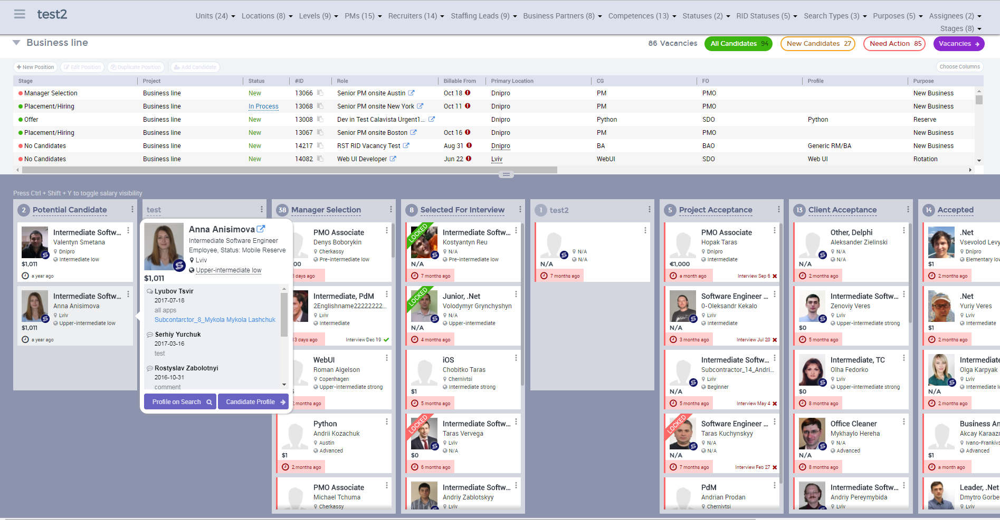 test2
Units (24) Locations (8) Levels (9) PMs (15) Recruiters (14) Staffing Leads (9) Business Partners (8) Competences (13) Statuses (2) RID Statuses (5) Search Types (3) Purposes (5) Assignees (2)
Stages (8)
Business line
86 Vacancies All Candidates 94 New Candidates 27 Need Action 85 Vacancies
New Position Edit Position Duplicate Position Add Candidate Choose Columns
Stage Project Status #ID Role Billable From Primary Location CG FO Profile Purpose
Manager Selection Business line New 13066 Senior PM onsite Austin Oct 18 Dnipro PM PMO New Business
Placement/Hiring Business line In Process 13068 Senior PM onsite New York Oct 11 Dnipro PM PMO New Business
Offer Business line New 13008 Dev in Test Calavista Urgent1... Dnipro Python SDO Python Reserve
Placement/Hiring Business line New 13067 Senior PM onsite Boston Oct 16 Dnipro PM PMO New Business
No Candidates Business line New 14217 RST RID Vacancy Test Aug 31 Dnipro BA BAO Generic RM/BA New Business
No Candidates Business line New 14082 Web UI Developer Jun 22 Lviv WebUI SDO Web UI Rotation
Press Ctrl + Shift + Y to toggle salary visibility
2 Potential Candidate
Intermediate Softw...
Valentyn Smetana
Dnipro
Intermediate low
$1,011
a year ago
Intermediate Softw...
Anna Anisimova
Lviv
Upper-intermediate low
$1,011
a year ago
test
Anna Anisimova
Intermediate Software Engineer
Employee, Status: Mobile Reserve
Lviv
Upper-intermediate low
$1,011
Lyubov Tsvir
2017-07-18
all apps
Subcontarctor_8_Mykola Mykola Lashchuk
Serhiy Yurchuk
2017-03-16
test
Rostyslav Zabolotnyi
2016-10-31
comment
Profile on Search Candidate Profile
38 Manager Selection
PMO Associate
Denys Boborykin
Cherkassy
Pre-intermediate low
00
3 days ago
Intermediate, PdM
2Englishname22222222...
Lviv
Intermediate
13 days ago Interview Dec 19
WebUI
Roman Aigelson
Copenhagen
Upper-intermediate strong
2 months ago
Python
Andrii Kozachuk
Austin
Advanced
$1
2 months ago
PMO Associate
Michael Tchuma
Cherkassy
8 Selected For Interview
LOCKED
Intermediate Softw...
Kostyantyn Reu
N/A
Pre-intermediate low
N/A
7 months ago
LOCKED
Junior, .Net
Volodymyr Grynchyshyn
N/A
Upper-intermediate
N/A
4 months ago
iOS
Chobitko Taras
Chernivtsi
Intermediate strong
$1
5 months ago
LOCKED
Intermediate Softw...
Taras Vervega
Lviv
N/A
$0
6 months ago
Intermediate Softw...
Andriy Zablotskyy
Lviv
1 test2
N/A
N/A
N/A
7 months ago
5 Project Acceptance
PMO Associate
Hopak Taras
Dnipro
Intermediate
€1,000
a month ago Interview Sep 6
Software Engineer ...
0-Oleksandr Kekalo
Lviv
Intermediate
N/A
3 months ago Interview Jul 20
Intermediate Softw...
Subcontractor_14_Andri...
Lviv
Beginner
N/A
5 months ago Interview May 4
LOCKED
Software Engineer ...
Taras Kuchynskyy
N/A
N/A
N/A
7 months ago Interview Feb 27
PdM
Andrian Prodan
Chernivtsi
13 Client Acceptance
Other, Delphi
Aleksander Zielinski
N/A
N/A
N/A
2 months ago
Intermediate Softw...
Zenoviy Veres
Lviv
Upper-intermediate strong
$0
5 months ago
Intermediate, TC
Olha Fedorko
Lviv
Upper-intermediate strong
$0
8 months ago
Office Cleaner
Mykhaylo Hereha
N/A
Advanced
N/A
8 months ago
Intermediate Softw...
Andriy Pereymybida
Lviv
14 Accepted
.Net
Vsevolod Levy
Dnipro
Elementary low
$1
2 months ago
.Net
Yuriy Veres
Lviv
Intermediate
$1
2 months ago
Intermediate
Olga Karpyak
Lviv
Intermediate lo
N/A
2 months ago
Business An
Akcay Karaaz
Ivano-Frankivs
Advanced
$1
a month ago
Leader, .Net
Dmytro Gorbe
Lviv